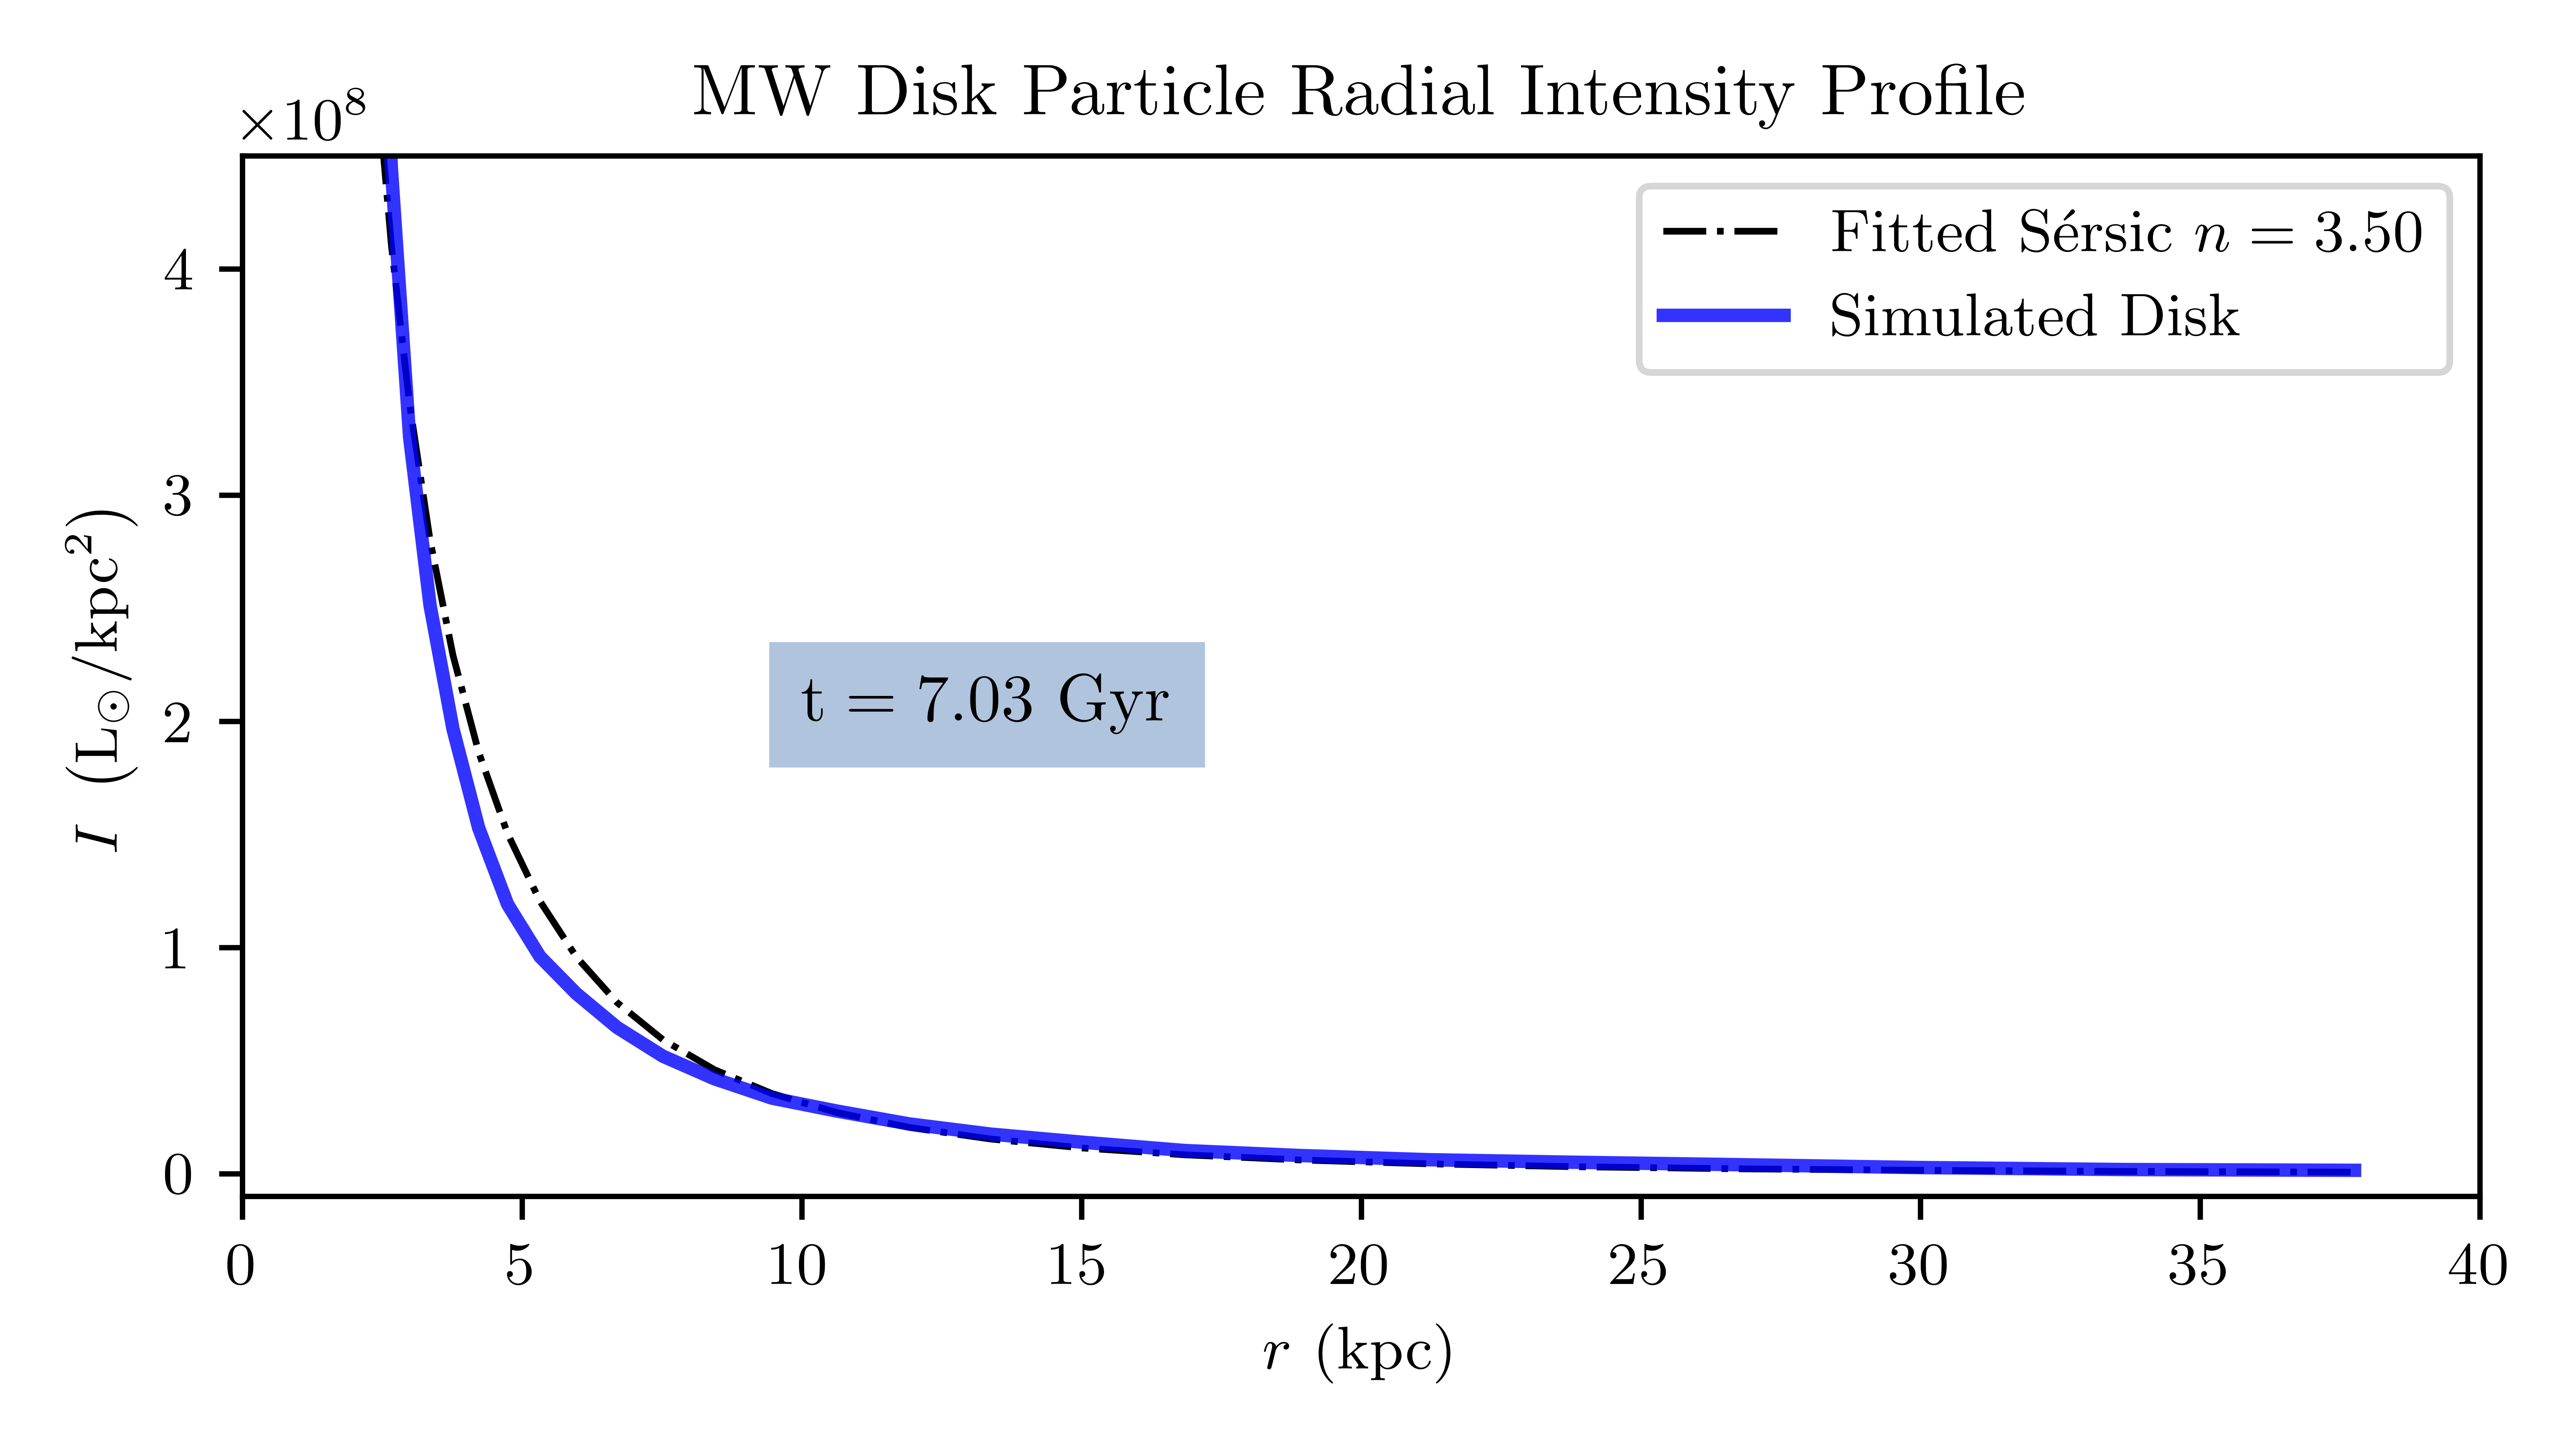 MW Disk Particle Radial Intensity Profile
×10⁸
Fitted Sérsic n = 3.50
Simulated Disk
4
3
2
1
0
I (L⊙/kpc²)
t = 7.03 Gyr
0 5 10 15 20 25 30 35 40
r (kpc)